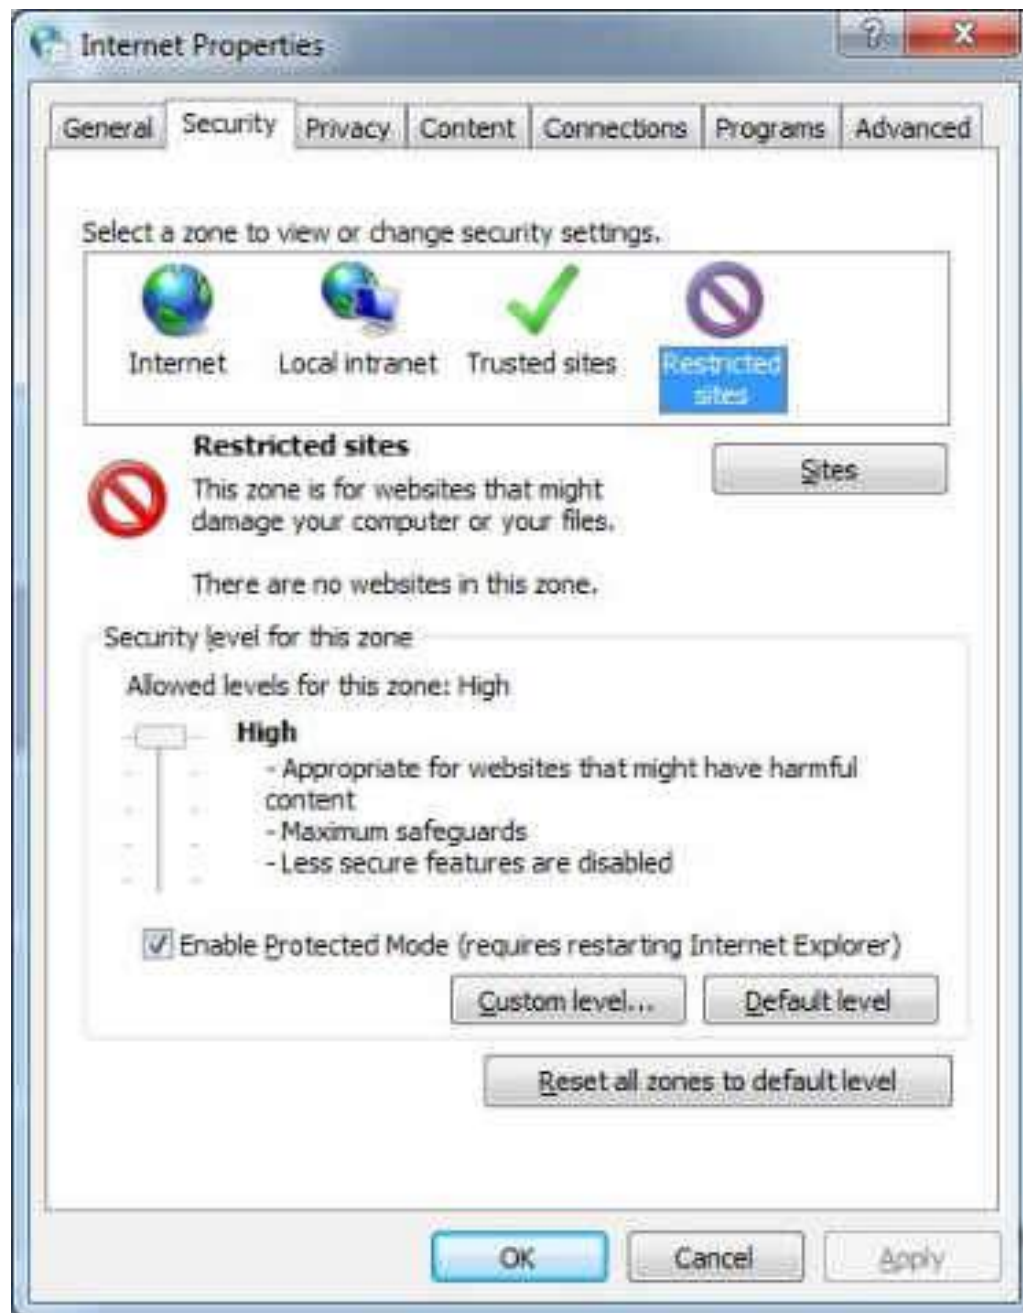 Internet Properties
General Security Privacy Content Connections Programs Advanced
Select a zone to view or change security settings.
Internet Local intranet Trusted sites Restricted
sites
Restricted sites
Sites
This zone is for websites that might
damage your computer or your files.
There are no websites in this zone.
Security level for this zone
Allowed levels for this zone: High
High
- Appropriate for websites that might have harmful
content
- Maximum safeguards
- Less secure features are disabled
Enable Protected Mode (requires restarting Internet Explorer)
Custom level... Default level
Reset all zones to default level
OK Cancel Apply